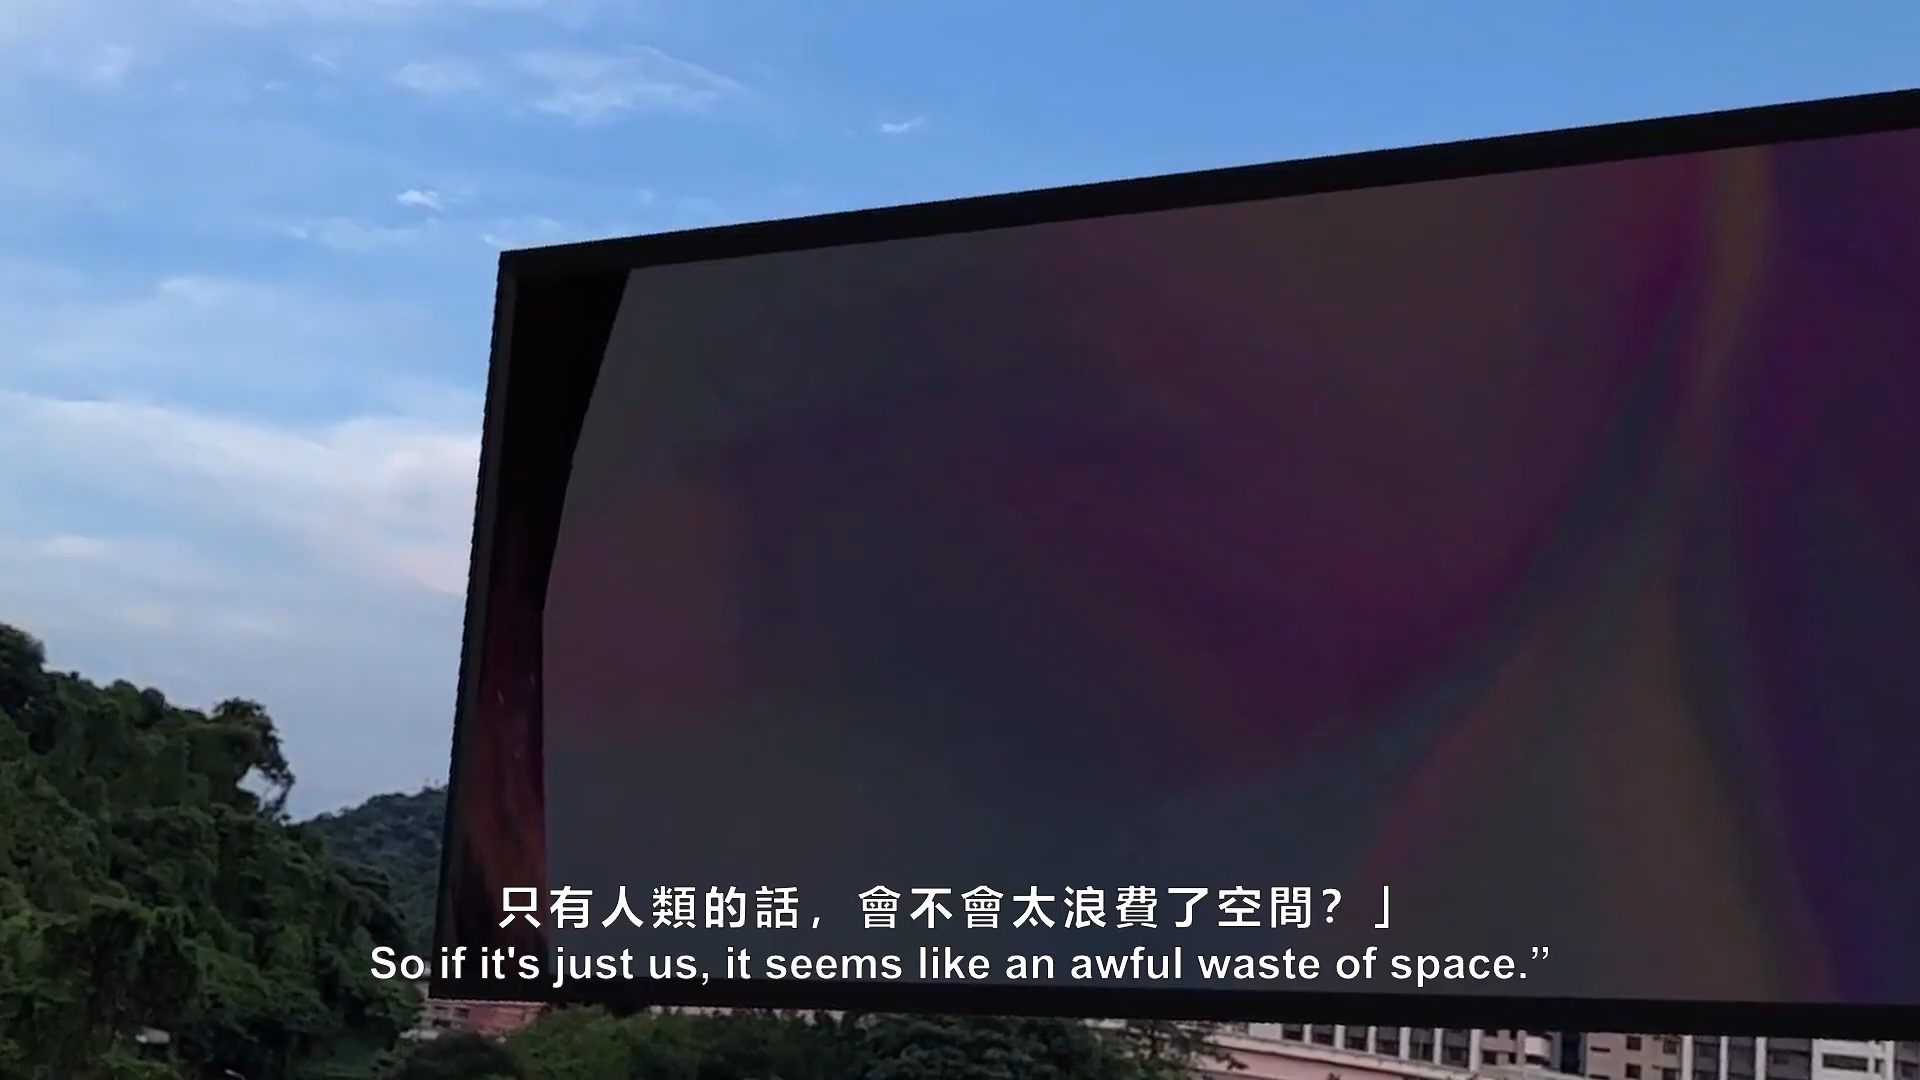 只有人類的話，會不會太浪費了空間？」
So if it's just us, it seems like an awful waste of space.”